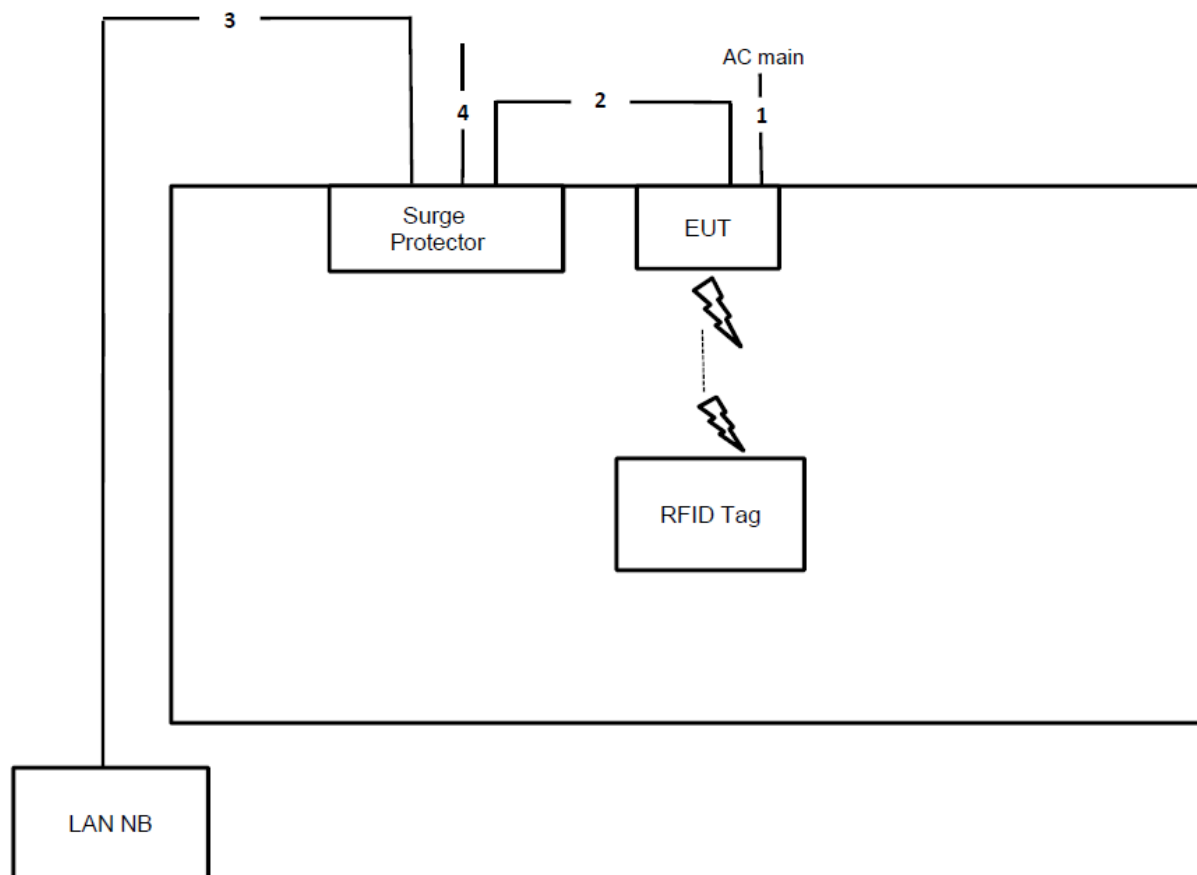 3
AC main
4
2
1
Surge
Protector
EUT
RFID Tag
LAN NB